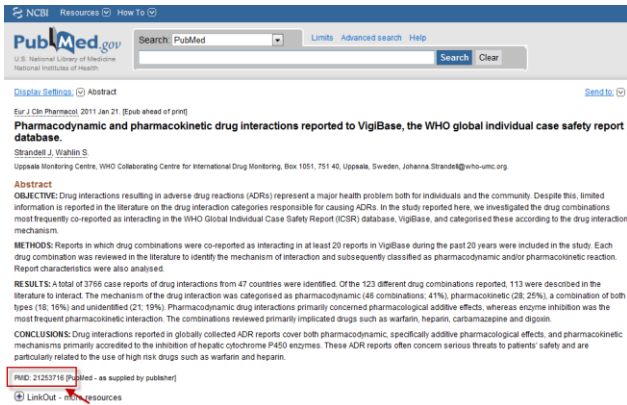 NCBI Resources How To
PubMed.gov
U.S. National Library of Medicine
National Institutes of Health
Search: PubMed
Limits Advanced search Help
Search Clear
Display Settings: Abstract
Send to:
Eur J Clin Pharmacol. 2011 Jan 21. [Epub ahead of print]
Pharmacodynamic and pharmacokinetic drug interactions reported to VigiBase, the WHO global individual case safety report
database.
Strandell J, Wahlin S.
Uppsala Monitoring Centre, WHO Collaborating Centre for International Drug Monitoring, Box 1051, 751 40, Uppsala, Sweden, Johanna.Strandell@who-umc.org.
Abstract
OBJECTIVE: Drug interactions resulting in adverse drug reactions (ADRs) represent a major health problem both for individuals and the community. Despite this, limited
information is reported in the literature on the drug interaction categories responsible for causing ADRs. In the study reported here, we investigated the drug combinations
most frequently co-reported as interacting in the WHO Global Individual Case Safety Report (ICSR) database, VigiBase, and categorised these according to the drug interaction
mechanism.
METHODS: Reports in which drug combinations were co-reported as interacting in at least 20 reports in VigiBase during the past 20 years were included in the study. Each
drug combination was reviewed in the literature to identify the mechanism of interaction and subsequently classified as pharmacodynamic and/or pharmacokinetic reaction.
Report characteristics were also analysed.
RESULTS: A total of 3766 case reports of drug interactions from 47 countries were identified. Of the 123 different drug combinations reported, 113 were described in the
literature to interact. The mechanism of the drug interaction was categorised as pharmacodynamic (46 combinations; 41%), pharmacokinetic (28; 25%), a combination of both
types (18; 16%) and unidentified (21; 19%). Pharmacodynamic drug interactions primarily concerned pharmacological additive effects, whereas enzyme inhibition was the
most frequent pharmacokinetic interaction. The combinations reviewed primarily implicated drugs such as warfarin, heparin, carbamazepine and digoxin.
CONCLUSIONS: Drug interactions reported in globally collected ADR reports cover both pharmacodynamic, specifically additive pharmacological effects, and pharmacokinetic
mechanisms primarily accredited to the inhibition of hepatic cytochrome P450 enzymes. These ADR reports often concern serious threats to patients' safety and are
particularly related to the use of high risk drugs such as warfarin and heparin.
PMID: 21253716 [PubMed - as supplied by publisher]
LinkOut - more resources